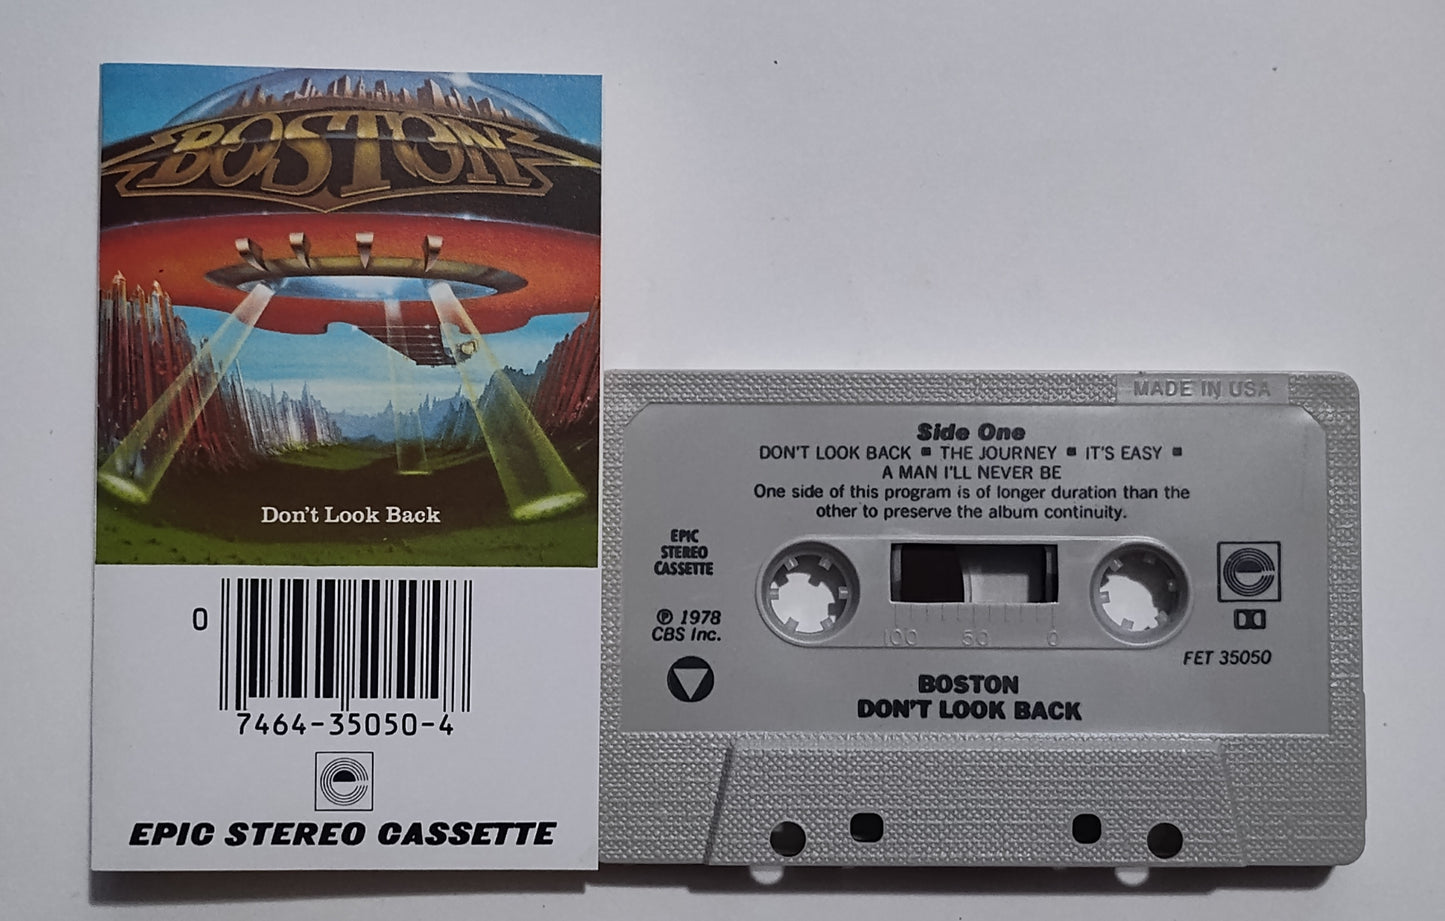 BOSTON
Don't Look Back
0
7464-35050-4
EPIC STEREO CASSETTE
MADE IN USA
Side One
DON'T LOOK BACK ■ THE JOURNEY ■ IT'S EASY ■
A MAN I'LL NEVER BE
One side of this program is of longer duration than the
other to preserve the album continuity.
EPIC
STEREO
CASSETTE
℗ 1978
CBS Inc.
100 50 0
FET 35050
BOSTON
DON'T LOOK BACK